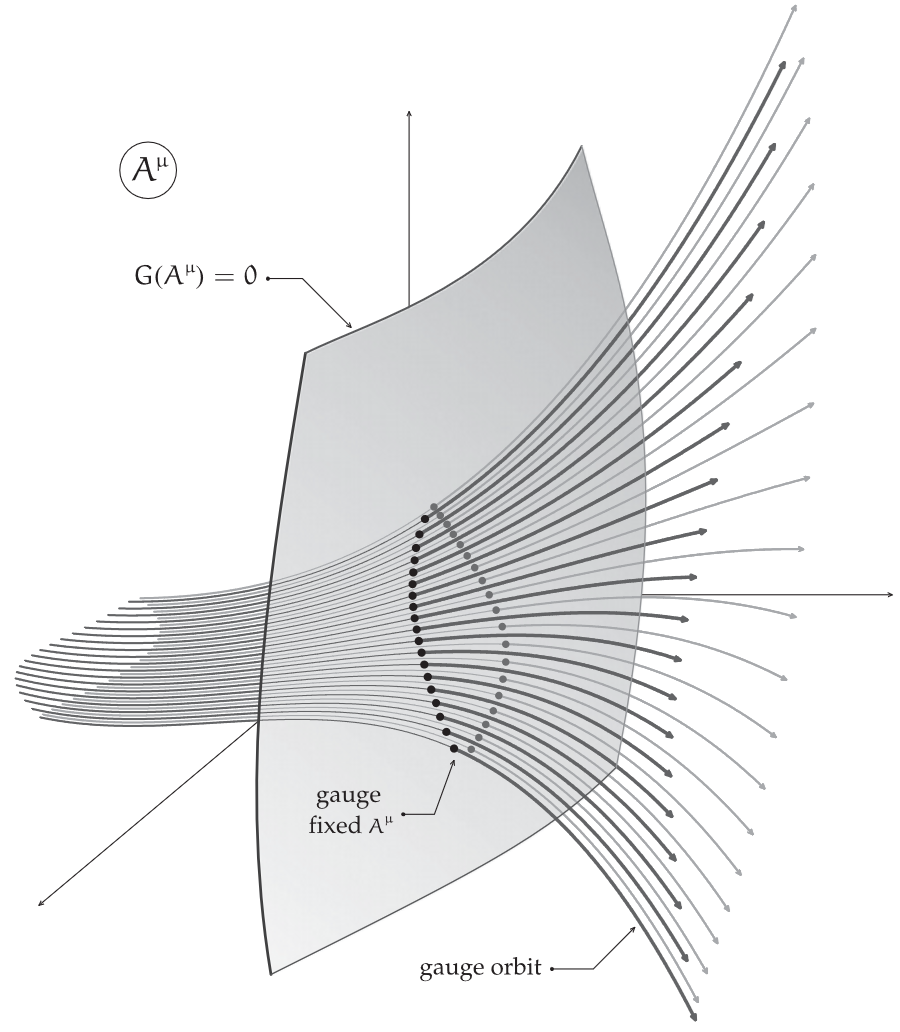 A^μ
G(A^μ) = 0
gauge
fixed A^μ
gauge orbit